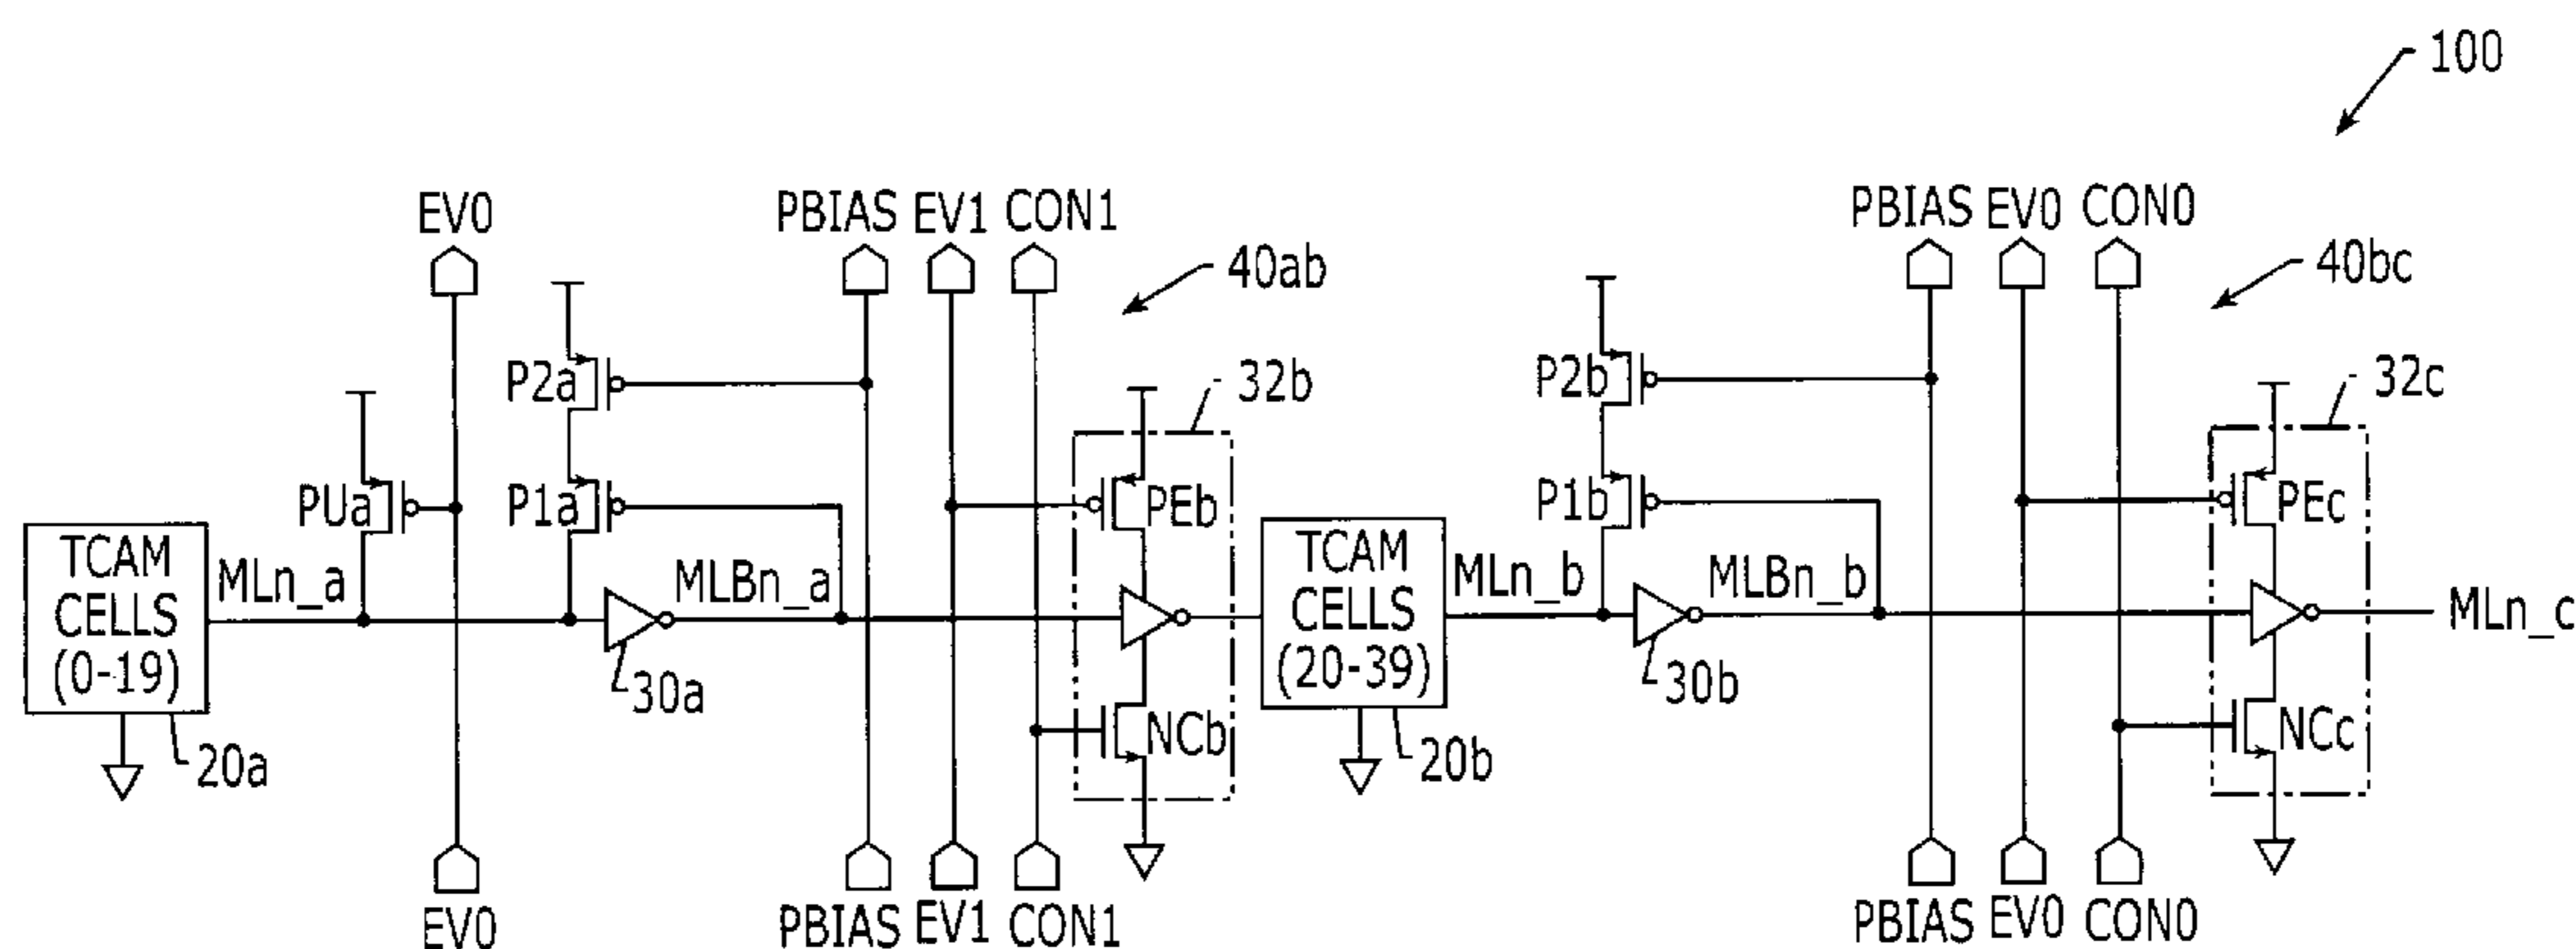 100
EV0
PBIAS
EV1
CON1
40ab
PBIAS
EV0
CON0
40bc
P2a
32b
P2b
32c
PUa
P1a
PEb
P1b
PEc
TCAM
CELLS
(0-19)
MLn_a
MLBn_a
TCAM
CELLS
(20-39)
MLn_b
MLBn_b
MLn_c
30a
30b
20a
NCb
20b
NCc
EV0
PBIAS
EV1
CON1
PBIAS
EV0
CON0